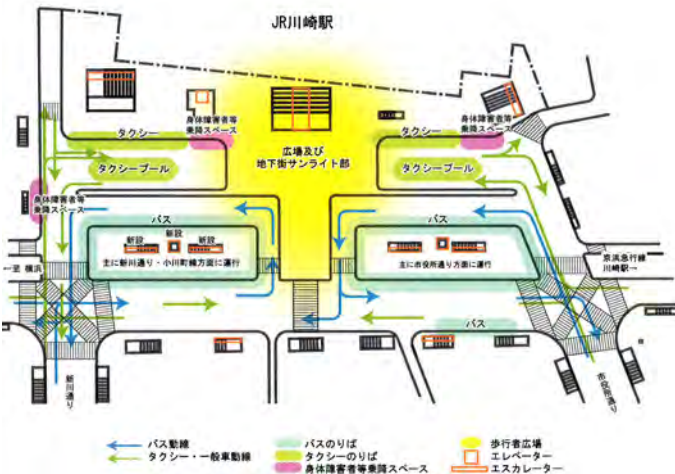 JR川崎駅
タクシー
身体障害者等
乗降スペース
広場及び
地下街サンライト部
タクシー
身体障害者等
乗降スペース
タクシープール
タクシープール
身体障害者等
乗降スペース
バス
バス
新設
新設
新設
主に新川通り・小川町線方面に運行
主に市役所通り方面に運行
←至 横浜
京浜急行線
川崎駅→
バス
新川通り
市役所通り
バス動線
タクシー・一般車動線
バスのりば
タクシーのりば
身体障害者等乗降スペース
歩行者広場
エレベーター
エスカレーター